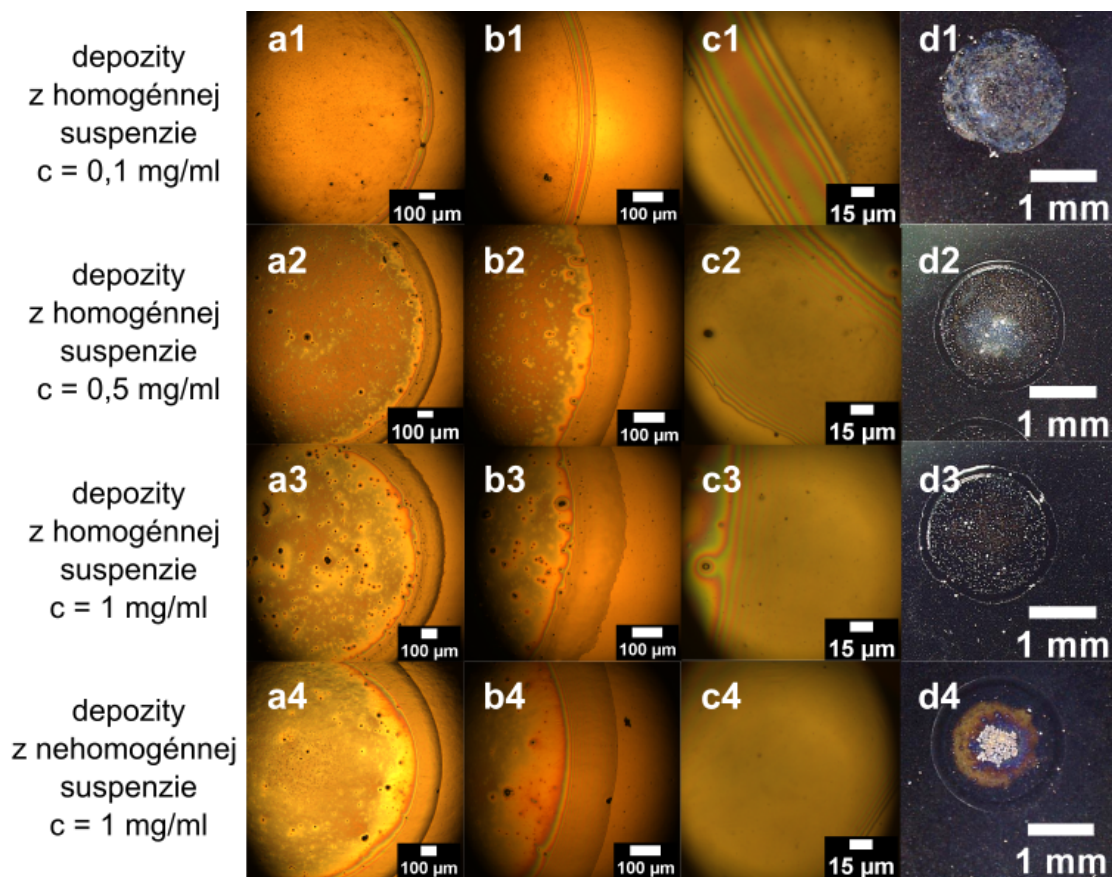 depozity
z homogénnej
suspenzie
c = 0,1 mg/ml
a1
100 µm
b1
100 µm
c1
15 µm
d1
1 mm
depozity
z homogénnej
suspenzie
c = 0,5 mg/ml
a2
100 µm
b2
100 µm
c2
15 µm
d2
1 mm
depozity
z homogénnej
suspenzie
c = 1 mg/ml
a3
100 µm
b3
100 µm
c3
15 µm
d3
1 mm
depozity
z nehomogénnej
suspenzie
c = 1 mg/ml
a4
100 µm
b4
100 µm
c4
15 µm
d4
1 mm